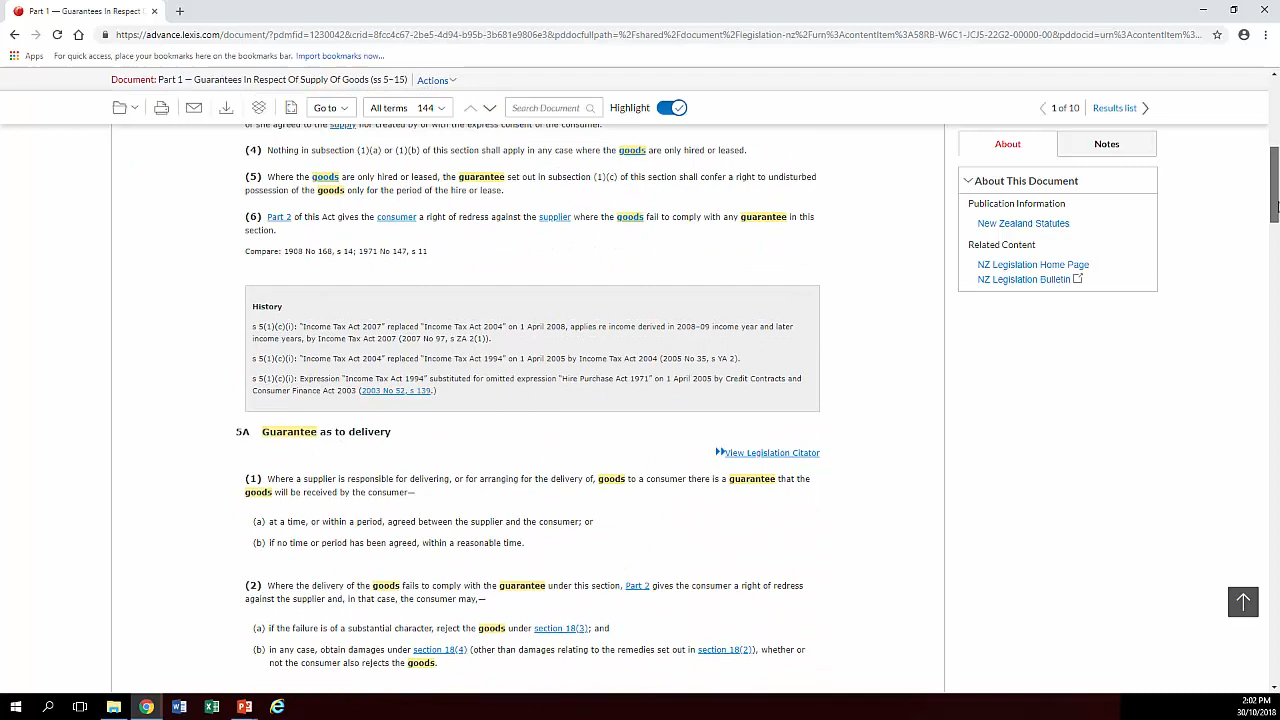 Part 1 — Guarantees In Respect O
https://advance.lexis.com/document/?pdmfid=1230042&crid=8fcc4c67-2be5-4d94-b95b-3b681e9806e3&pddocfullpath=%2Fshared%2Fdocument%2Flegislation-nz%2Furn%3AcontentItem%3A58RB-W6C1-JCJ5-22G2-00000-00&pddocid=urn%3AcontentItem%3...
Apps For quick access, place your bookmarks here on the bookmarks bar. Import bookmarks now...
Document: Part 1 — Guarantees In Respect Of Supply Of Goods (ss 5–15) Actions
Go to All terms 144 Search Document Highlight 1 of 10 Results list
or she agreed to the supply nor created by or with the express consent of the consumer.
(4) Nothing in subsection (1)(a) or (1)(b) of this section shall apply in any case where the goods are only hired or leased.
(5) Where the goods are only hired or leased, the guarantee set out in subsection (1)(c) of this section shall confer a right to undisturbed
possession of the goods only for the period of the hire or lease.
(6) Part 2 of this Act gives the consumer a right of redress against the supplier where the goods fail to comply with any guarantee in this
section.
Compare: 1908 No 168, s 14; 1971 No 147, s 11
History
s 5(1)(c)(i): "Income Tax Act 2007" replaced "Income Tax Act 2004" on 1 April 2008, applies re income derived in 2008–09 income year and later
income years, by Income Tax Act 2007 (2007 No 97, s ZA 2(1)).
s 5(1)(c)(i): "Income Tax Act 2004" replaced "Income Tax Act 1994" on 1 April 2005 by Income Tax Act 2004 (2005 No 35, s YA 2).
s 5(1)(c)(i): Expression "Income Tax Act 1994" substituted for omitted expression "Hire Purchase Act 1971" on 1 April 2005 by Credit Contracts and
Consumer Finance Act 2003 (2003 No 52, s 139.)
5A Guarantee as to delivery
View Legislation Citator
(1) Where a supplier is responsible for delivering, or for arranging for the delivery of, goods to a consumer there is a guarantee that the
goods will be received by the consumer—
(a) at a time, or within a period, agreed between the supplier and the consumer; or
(b) if no time or period has been agreed, within a reasonable time.
(2) Where the delivery of the goods fails to comply with the guarantee under this section, Part 2 gives the consumer a right of redress
against the supplier and, in that case, the consumer may,—
(a) if the failure is of a substantial character, reject the goods under section 18(3); and
(b) in any case, obtain damages under section 18(4) (other than damages relating to the remedies set out in section 18(2)), whether or
not the consumer also rejects the goods.
About Notes
About This Document
Publication Information
New Zealand Statutes
Related Content
NZ Legislation Home Page
NZ Legislation Bulletin
2:02 PM
30/10/2018